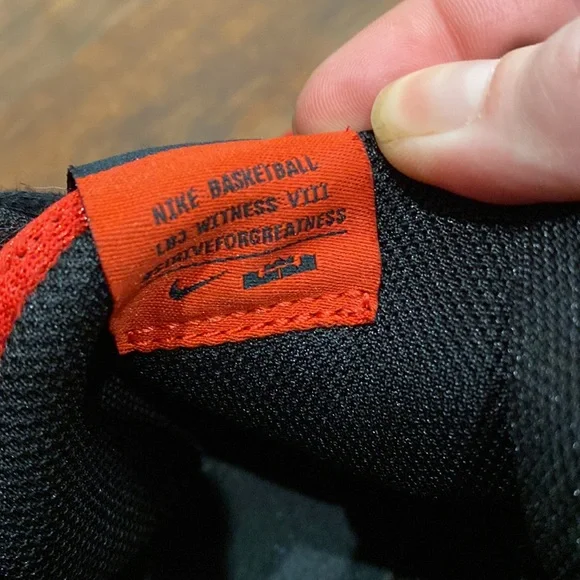 NIKE BASKETBALL
LBJ WITNESS VIII
#STRIVEFORGREATNESS